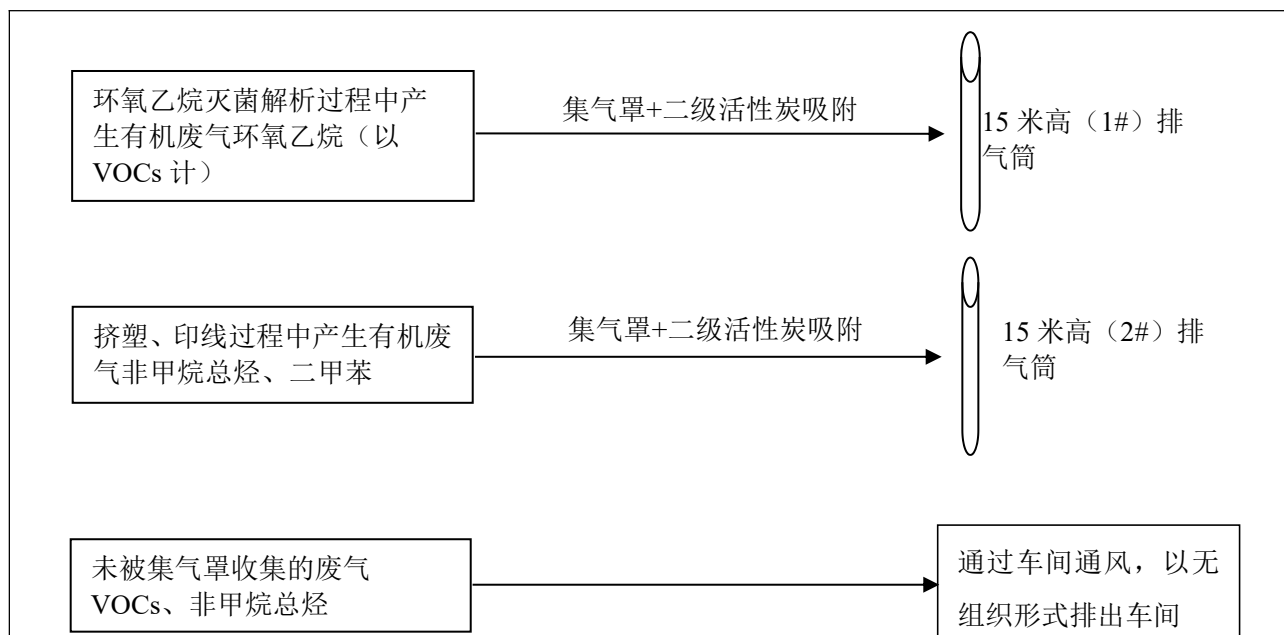 环氧乙烷灭菌解析过程中产
生有机废气环氧乙烷（以
VOCs 计）
集气罩+二级活性炭吸附
15 米高（1#）排
气筒
挤塑、印线过程中产生有机废
气非甲烷总烃、二甲苯
集气罩+二级活性炭吸附
15 米高（2#）排
气筒
未被集气罩收集的废气
VOCs、非甲烷总烃
通过车间通风，以无
组织形式排出车间